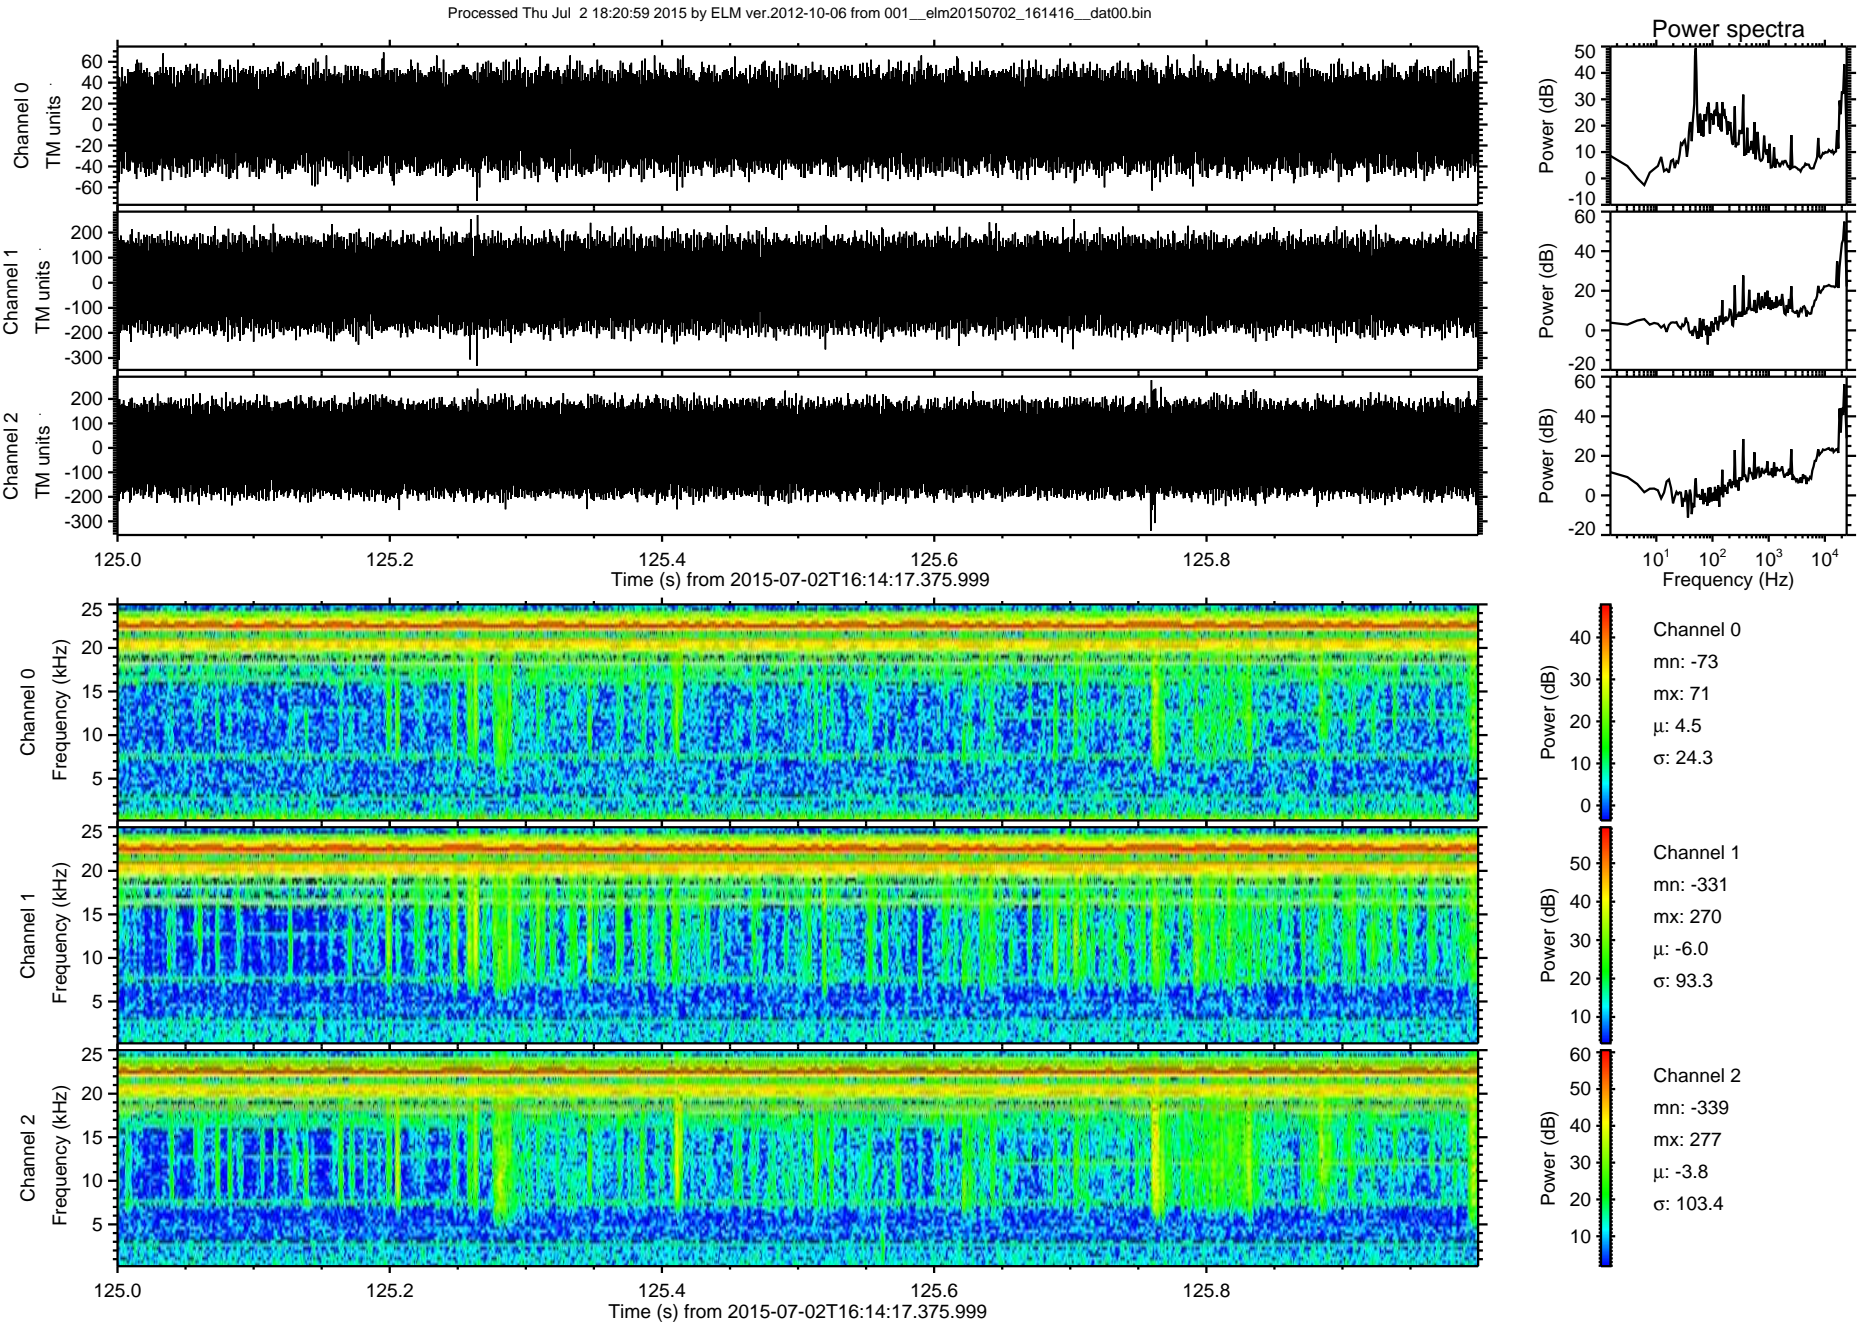 Processed Thu Jul  2 18:20:59 2015 by ELM ver.2012-10-06 from 001__elm20150702_161416__dat00.bin
Power spectra
Channel 0
TM units
60
40
20
0
-20
-40
-60
Power (dB)
50
40
30
20
10
0
-10
Channel 1
TM units
200
100
0
-100
-200
-300
Power (dB)
60
40
20
0
-20
Channel 2
TM units
200
100
0
-100
-200
-300
Power (dB)
60
40
20
0
-20
125.0 125.2 125.4 125.6 125.8
Time (s) from 2015-07-02T16:14:17.375.999
10¹ 10² 10³ 10⁴
Frequency (Hz)
Channel 0
Frequency (kHz)
25
20
15
10
5
Power (dB)
40
30
20
10
0
Channel 0
mn: -73
mx: 71
μ: 4.5
σ: 24.3
Channel 1
Frequency (kHz)
25
20
15
10
5
Power (dB)
50
40
30
20
10
Channel 1
mn: -331
mx: 270
μ: -6.0
σ: 93.3
Channel 2
Frequency (kHz)
25
20
15
10
5
Power (dB)
60
50
40
30
20
10
Channel 2
mn: -339
mx: 277
μ: -3.8
σ: 103.4
125.0 125.2 125.4 125.6 125.8
Time (s) from 2015-07-02T16:14:17.375.999